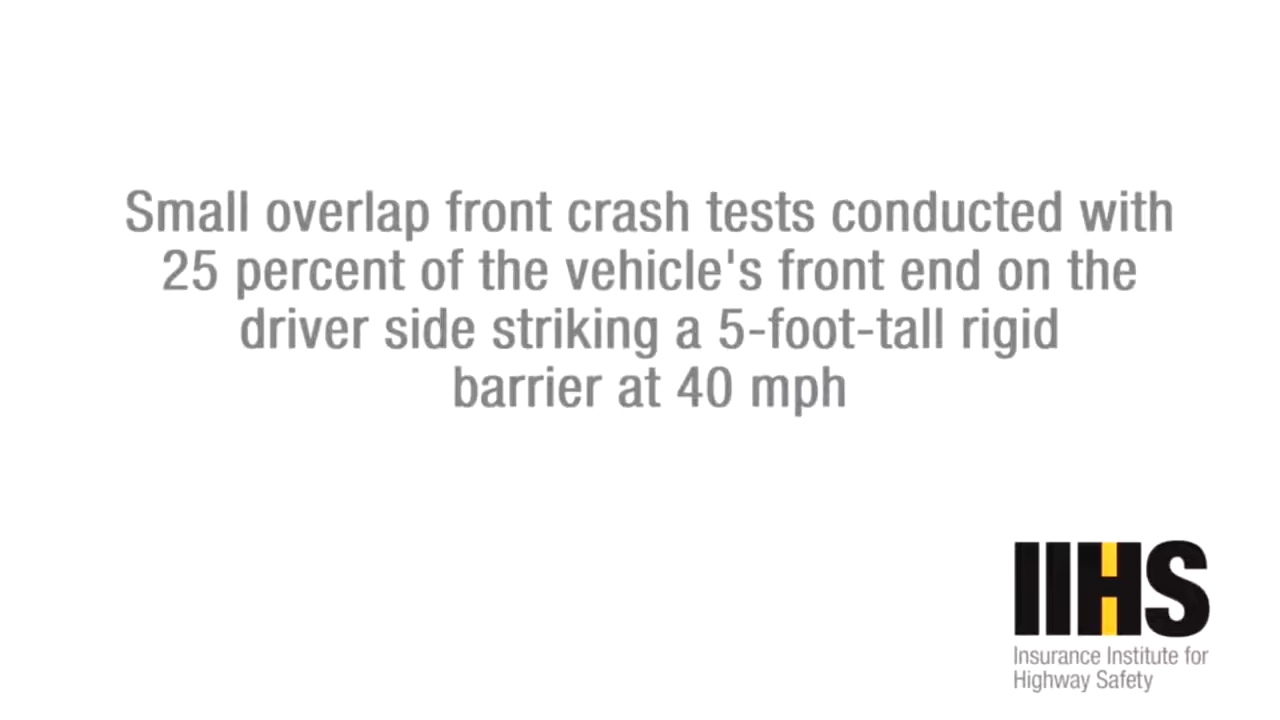 Small overlap front crash tests conducted with
25 percent of the vehicle's front end on the
driver side striking a 5-foot-tall rigid
barrier at 40 mph
IIHS
Insurance Institute for
Highway Safety